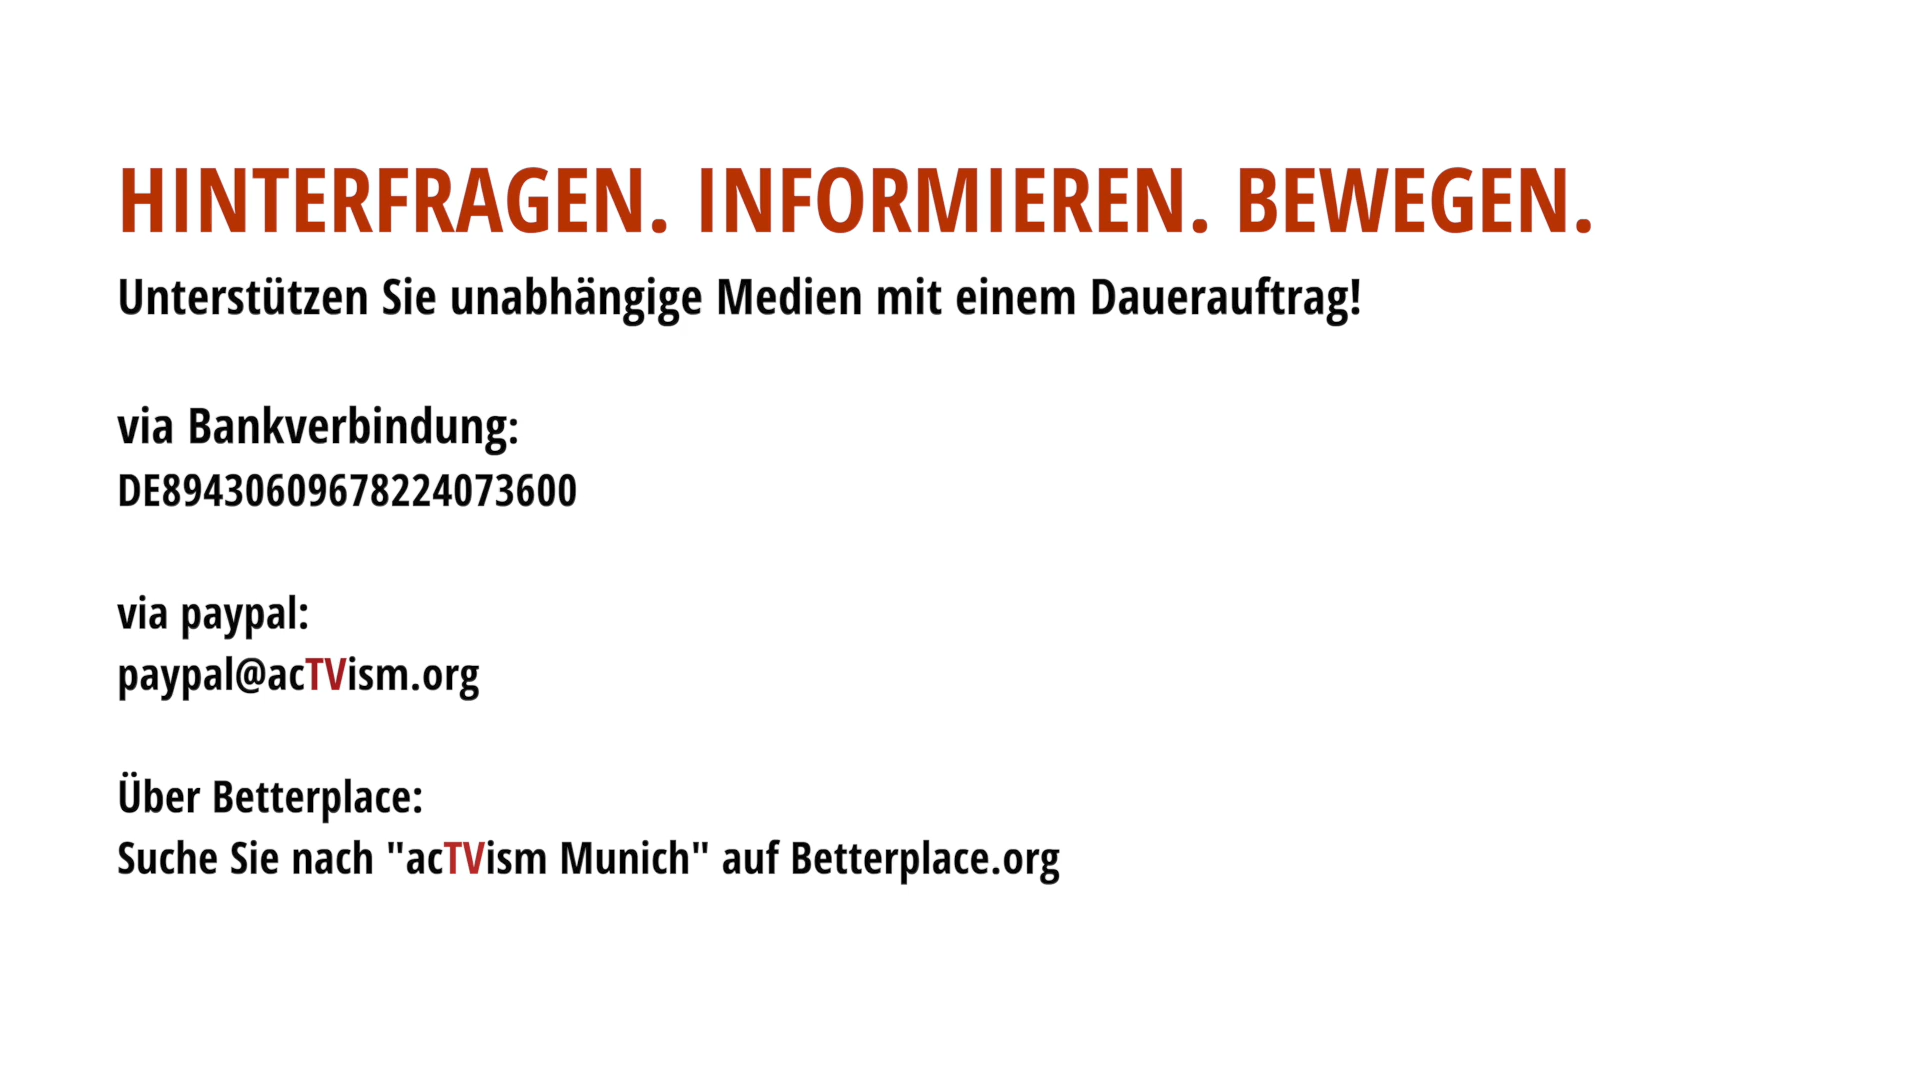 HINTERFRAGEN. INFORMIEREN. BEWEGEN.
Unterstützen Sie unabhängige Medien mit einem Dauerauftrag!
via Bankverbindung:
DE89430609678224073600
via paypal:
paypal@acTVism.org
Über Betterplace:
Suche Sie nach "acTVism Munich" auf Betterplace.org